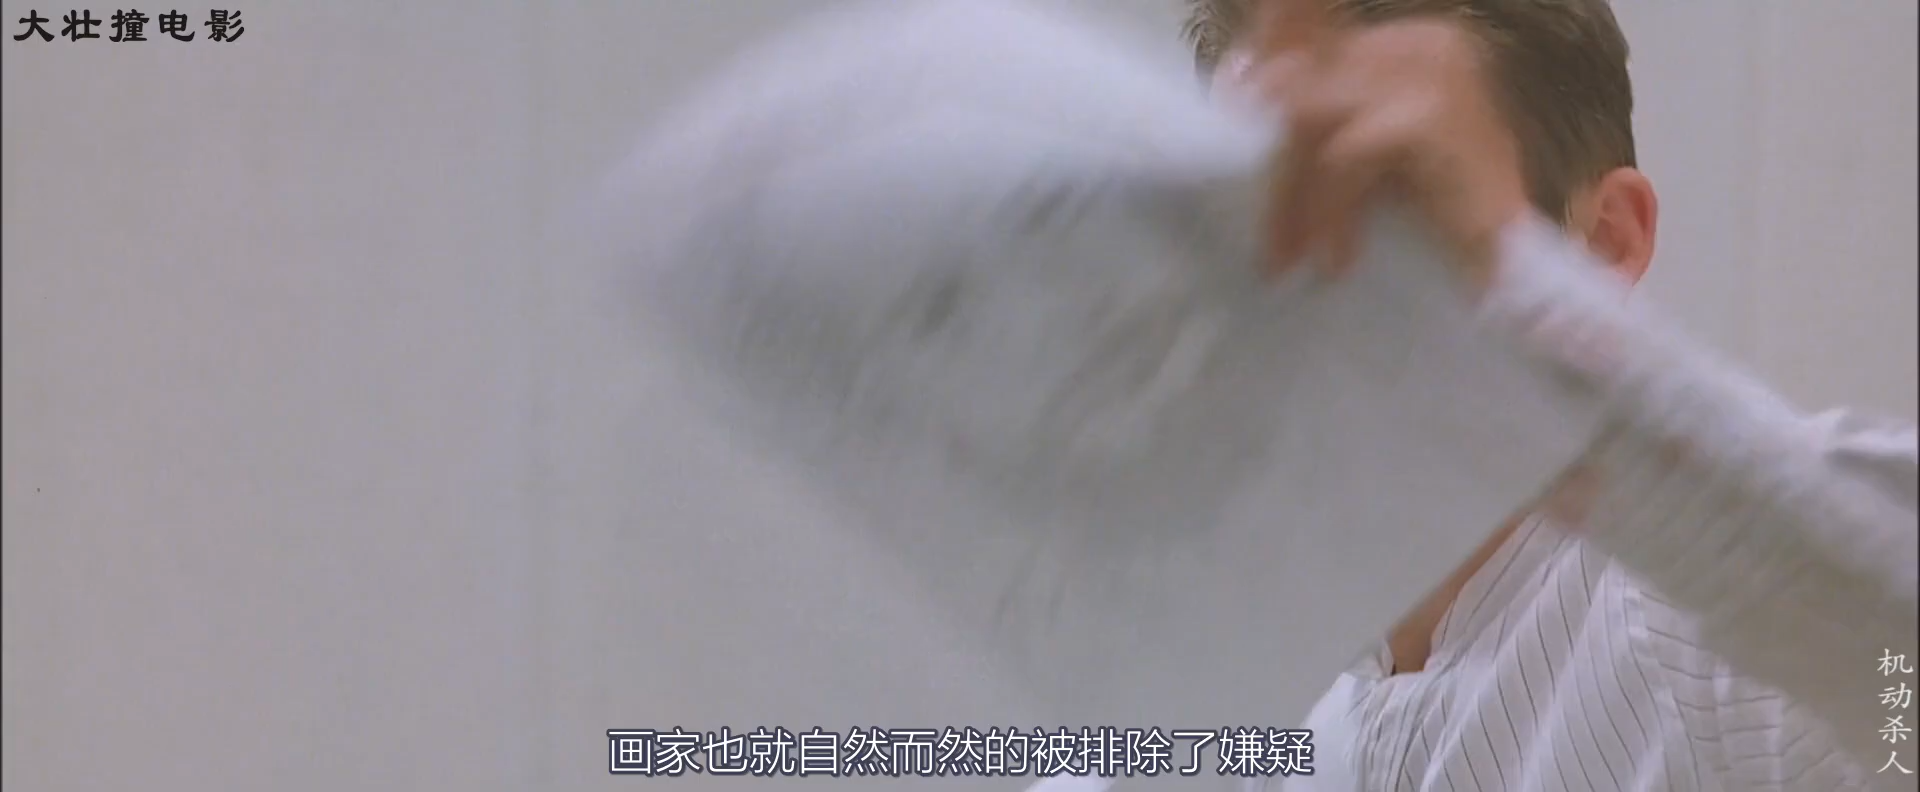 大壮撞电影
画家也就自然而然的被排除了嫌疑
机动杀人